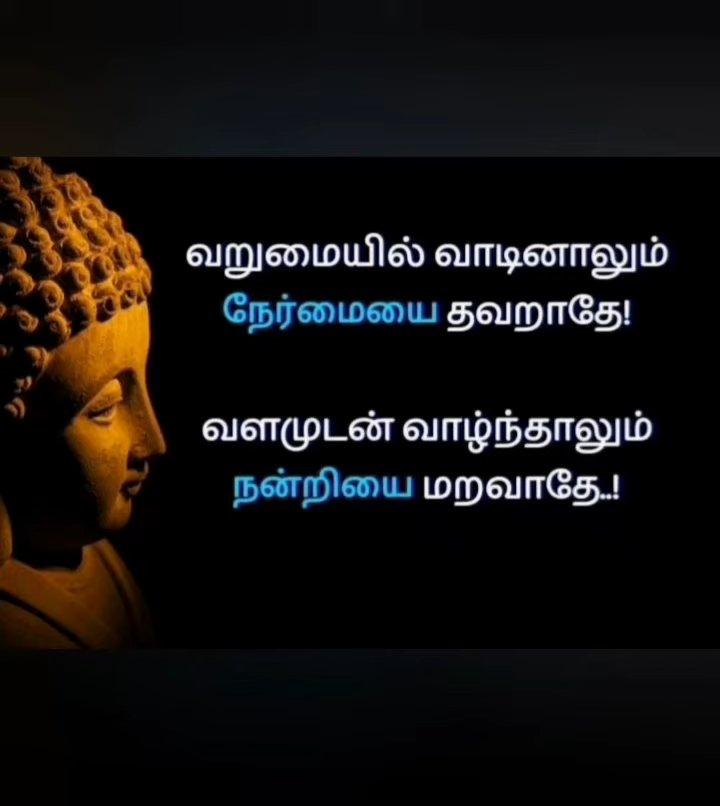 வறுமையில் வாடினாலும்
நேர்மையை தவறாதே!
வளமுடன் வாழ்ந்தாலும்
நன்றியை மறவாதே..!